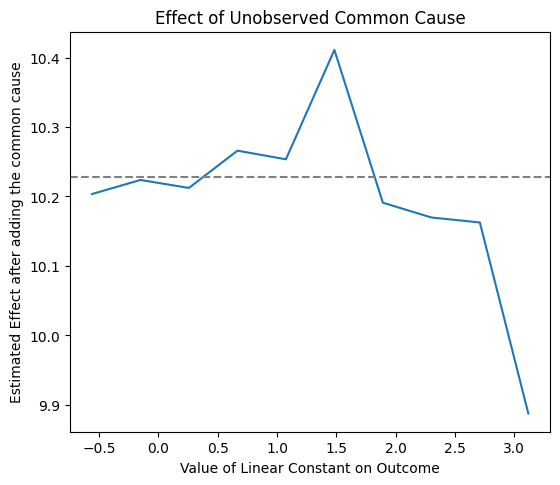 Effect of Unobserved Common Cause
Estimated Effect after adding the common cause
10.4
10.3
10.2
10.1
10.0
9.9
−0.5 0.0 0.5 1.0 1.5 2.0 2.5 3.0
Value of Linear Constant on Outcome